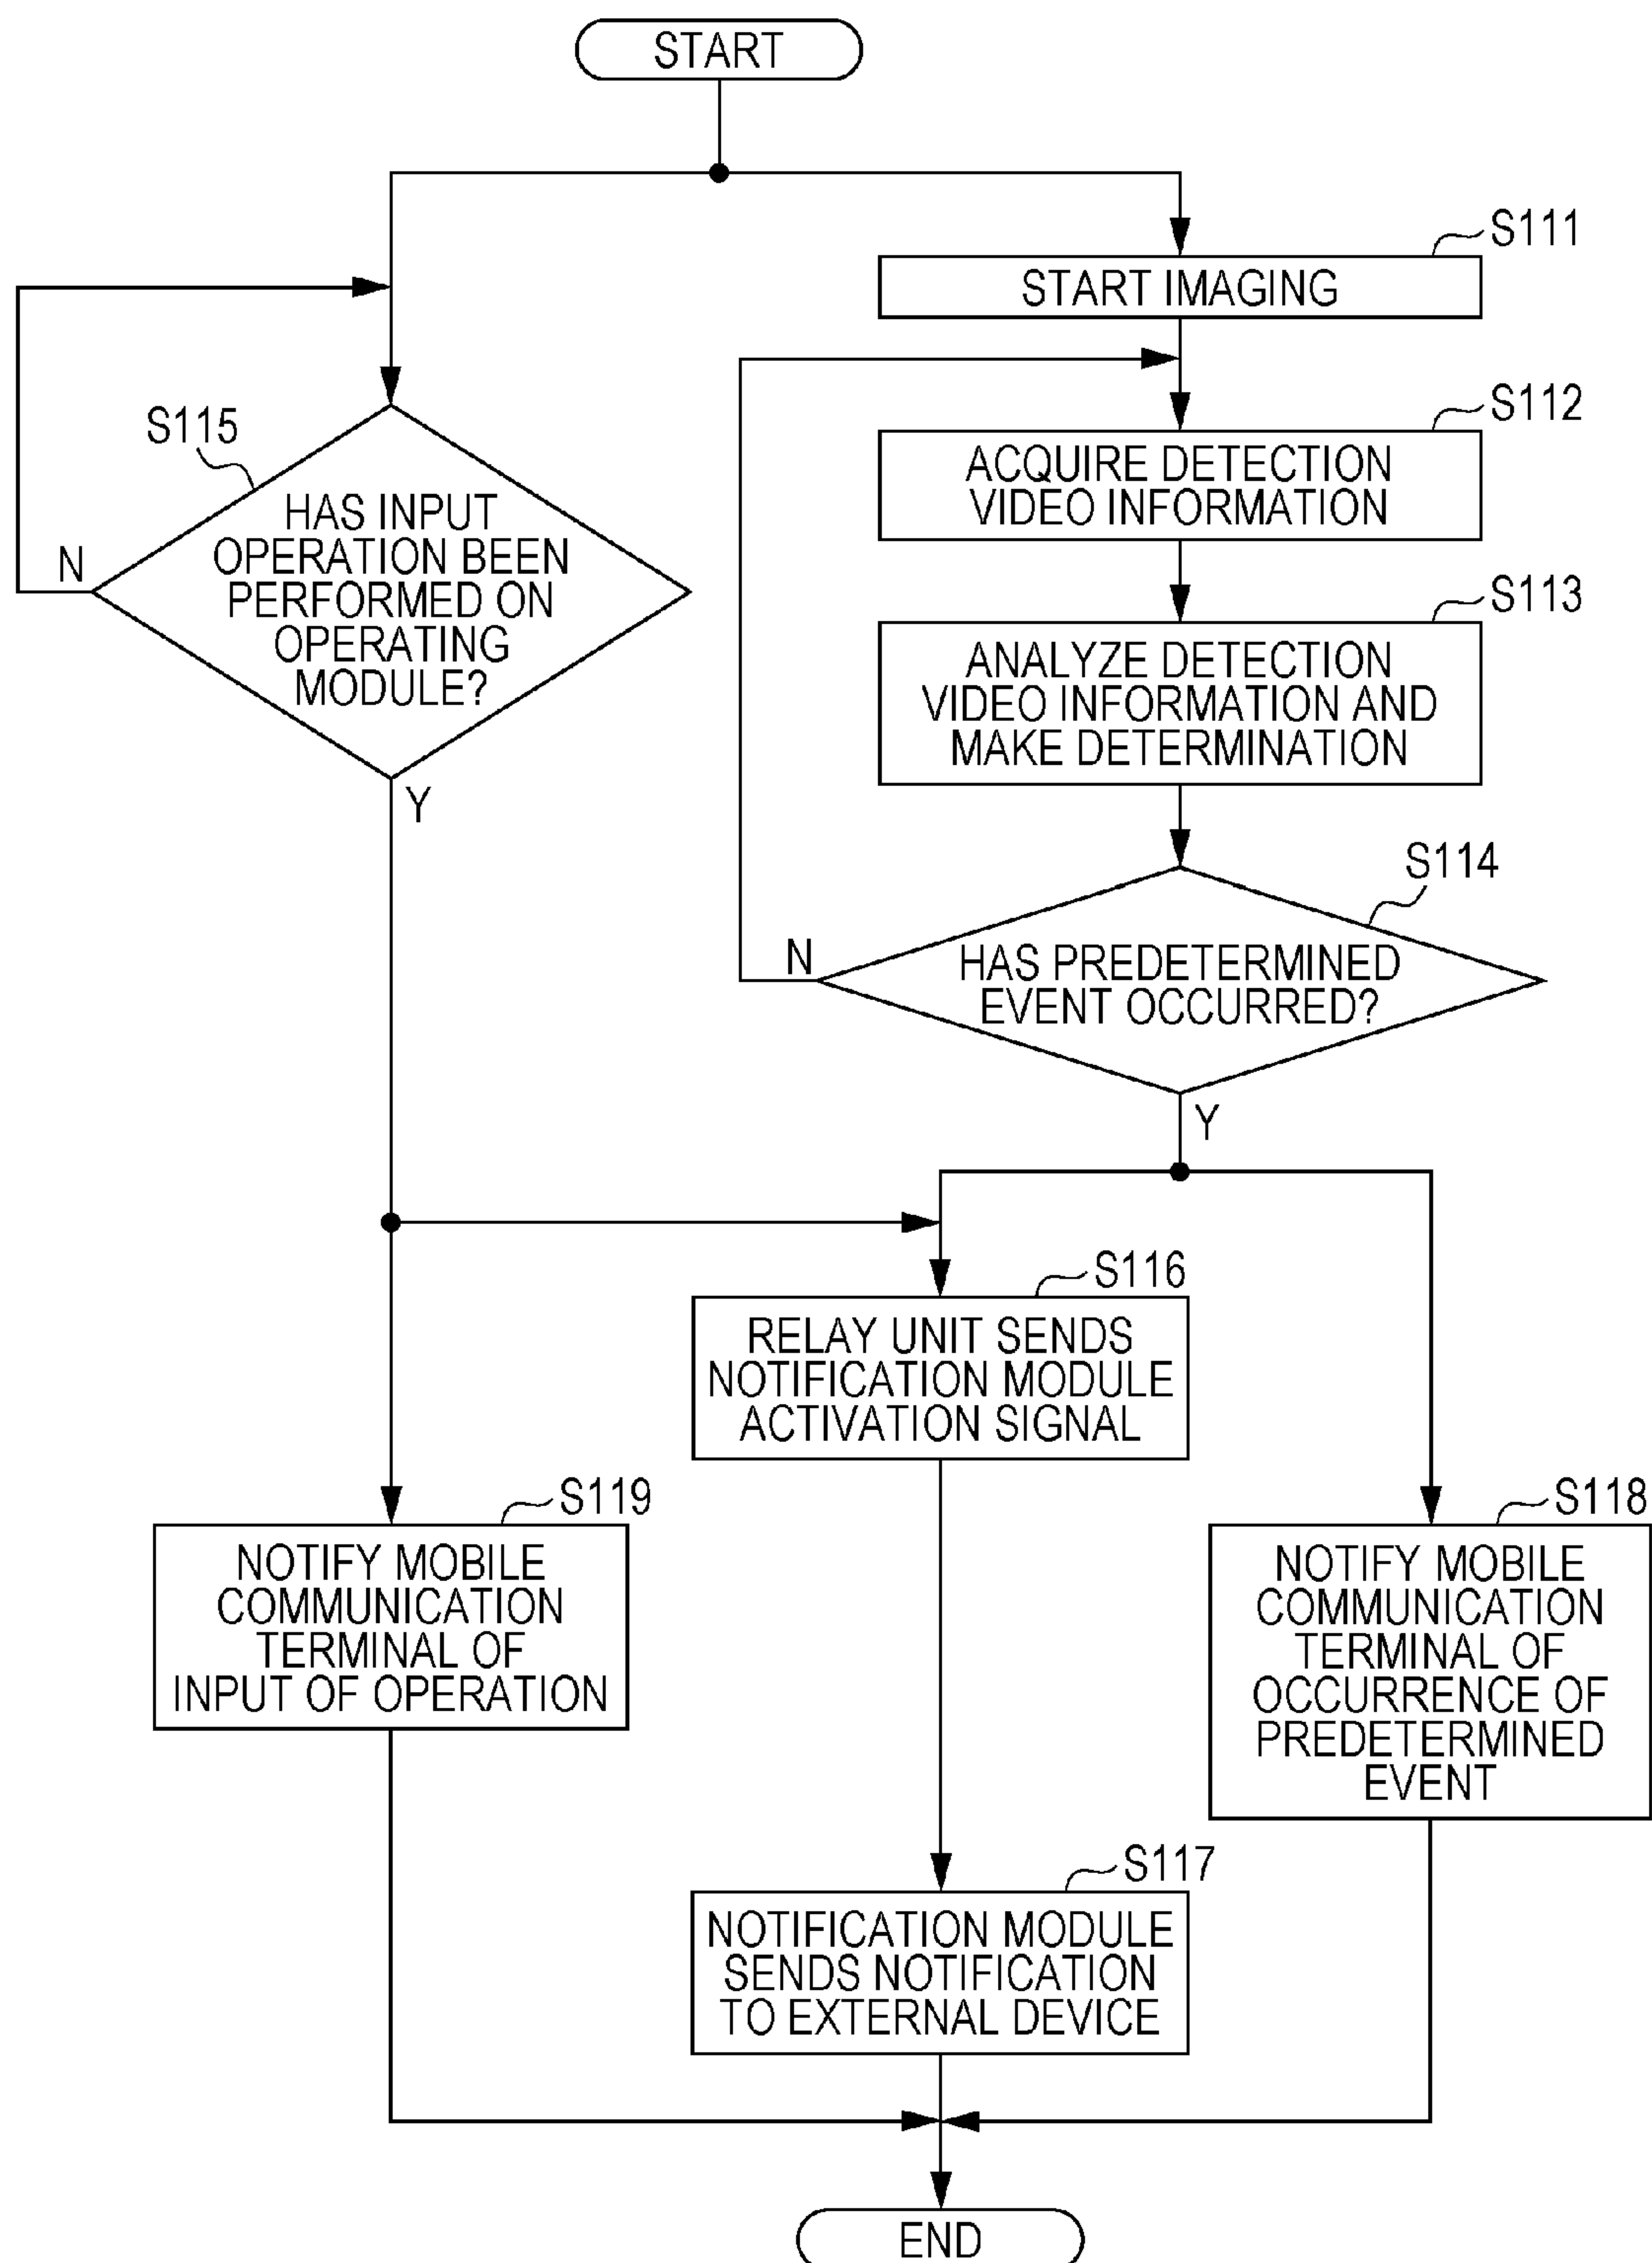 START
S111
START IMAGING
S112
ACQUIRE DETECTION
VIDEO INFORMATION
S115
HAS INPUT
OPERATION BEEN
PERFORMED ON
OPERATING
MODULE?
N
Y
S113
ANALYZE DETECTION
VIDEO INFORMATION AND
MAKE DETERMINATION
S114
HAS PREDETERMINED
EVENT OCCURRED?
N
Y
S116
RELAY UNIT SENDS
NOTIFICATION MODULE
ACTIVATION SIGNAL
S119
NOTIFY MOBILE
COMMUNICATION
TERMINAL OF
INPUT OF OPERATION
S118
NOTIFY MOBILE
COMMUNICATION
TERMINAL OF
OCCURRENCE OF
PREDETERMINED
EVENT
S117
NOTIFICATION MODULE
SENDS NOTIFICATION
TO EXTERNAL DEVICE
END